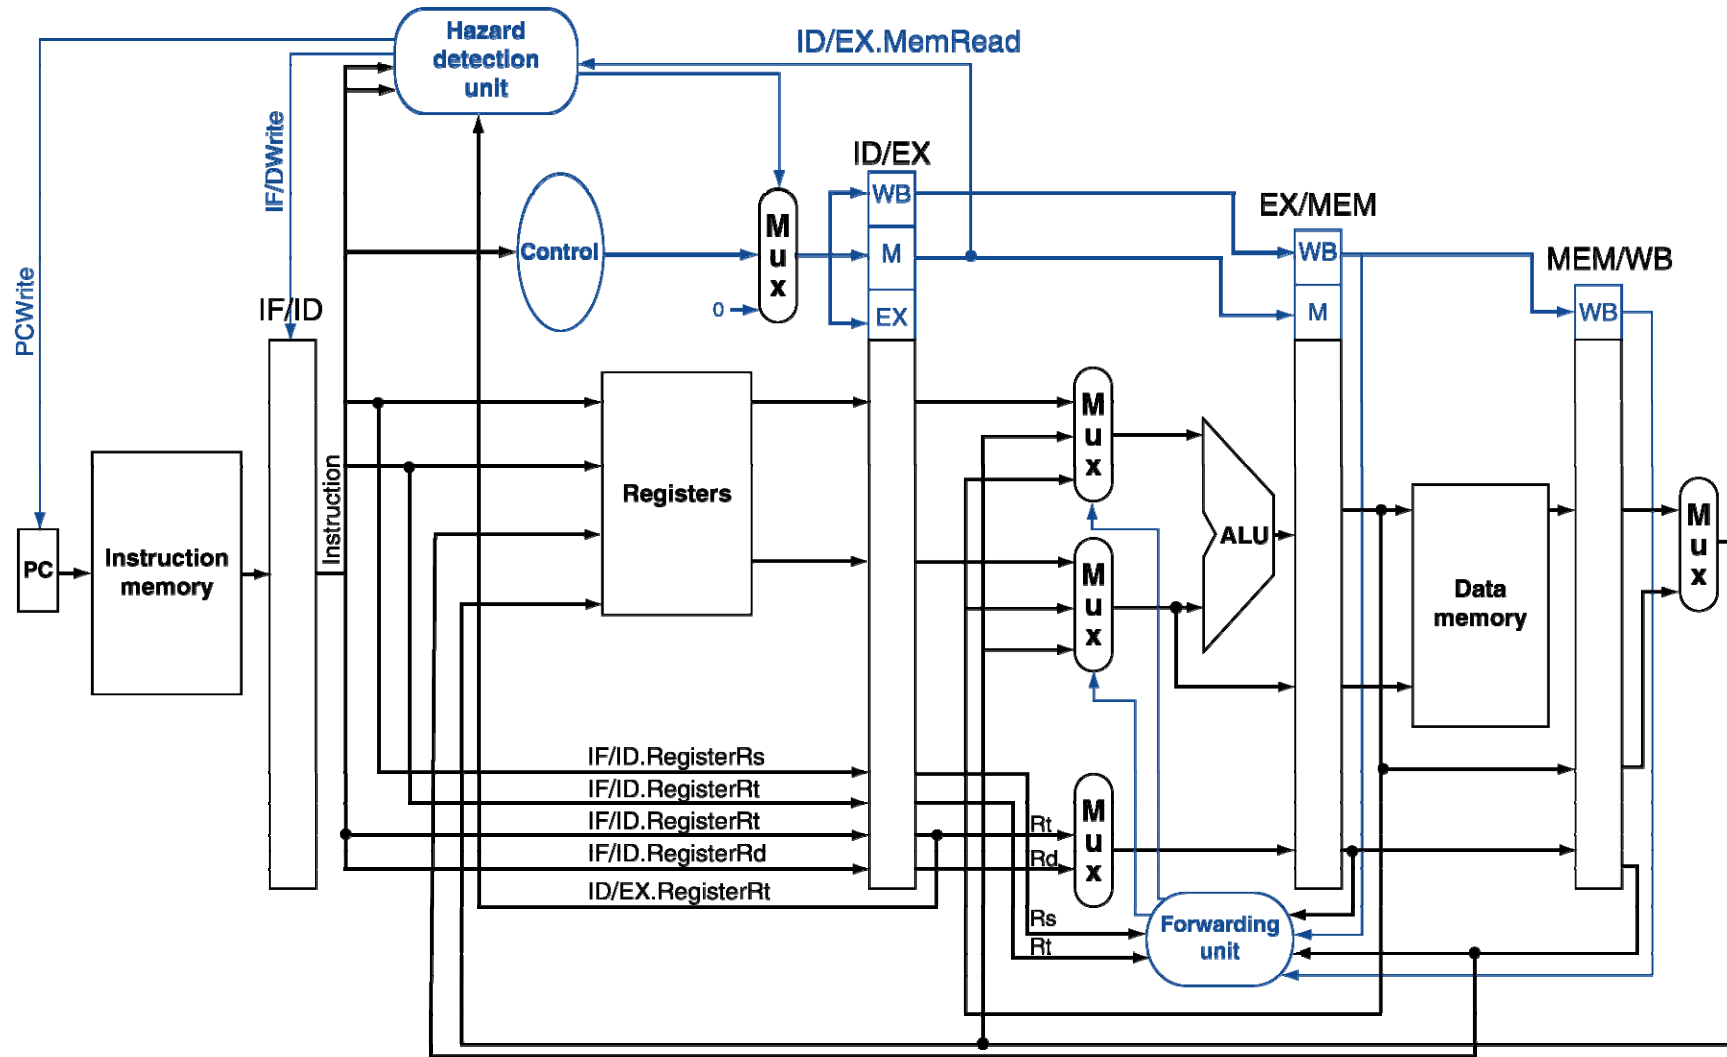 Hazard
detection
unit
ID/EX.MemRead
IF/DWrite
PCWrite
ID/EX
WB
M
EX
Control
M
u
x
0
EX/MEM
WB
M
MEM/WB
WB
IF/ID
PC
Instruction
memory
Instruction
Registers
M
u
x
M
u
x
ALU
Data
memory
M
u
x
IF/ID.RegisterRs
IF/ID.RegisterRt
IF/ID.RegisterRt
IF/ID.RegisterRd
ID/EX.RegisterRt
Rt
Rd
M
u
x
Rs
Rt
Forwarding
unit